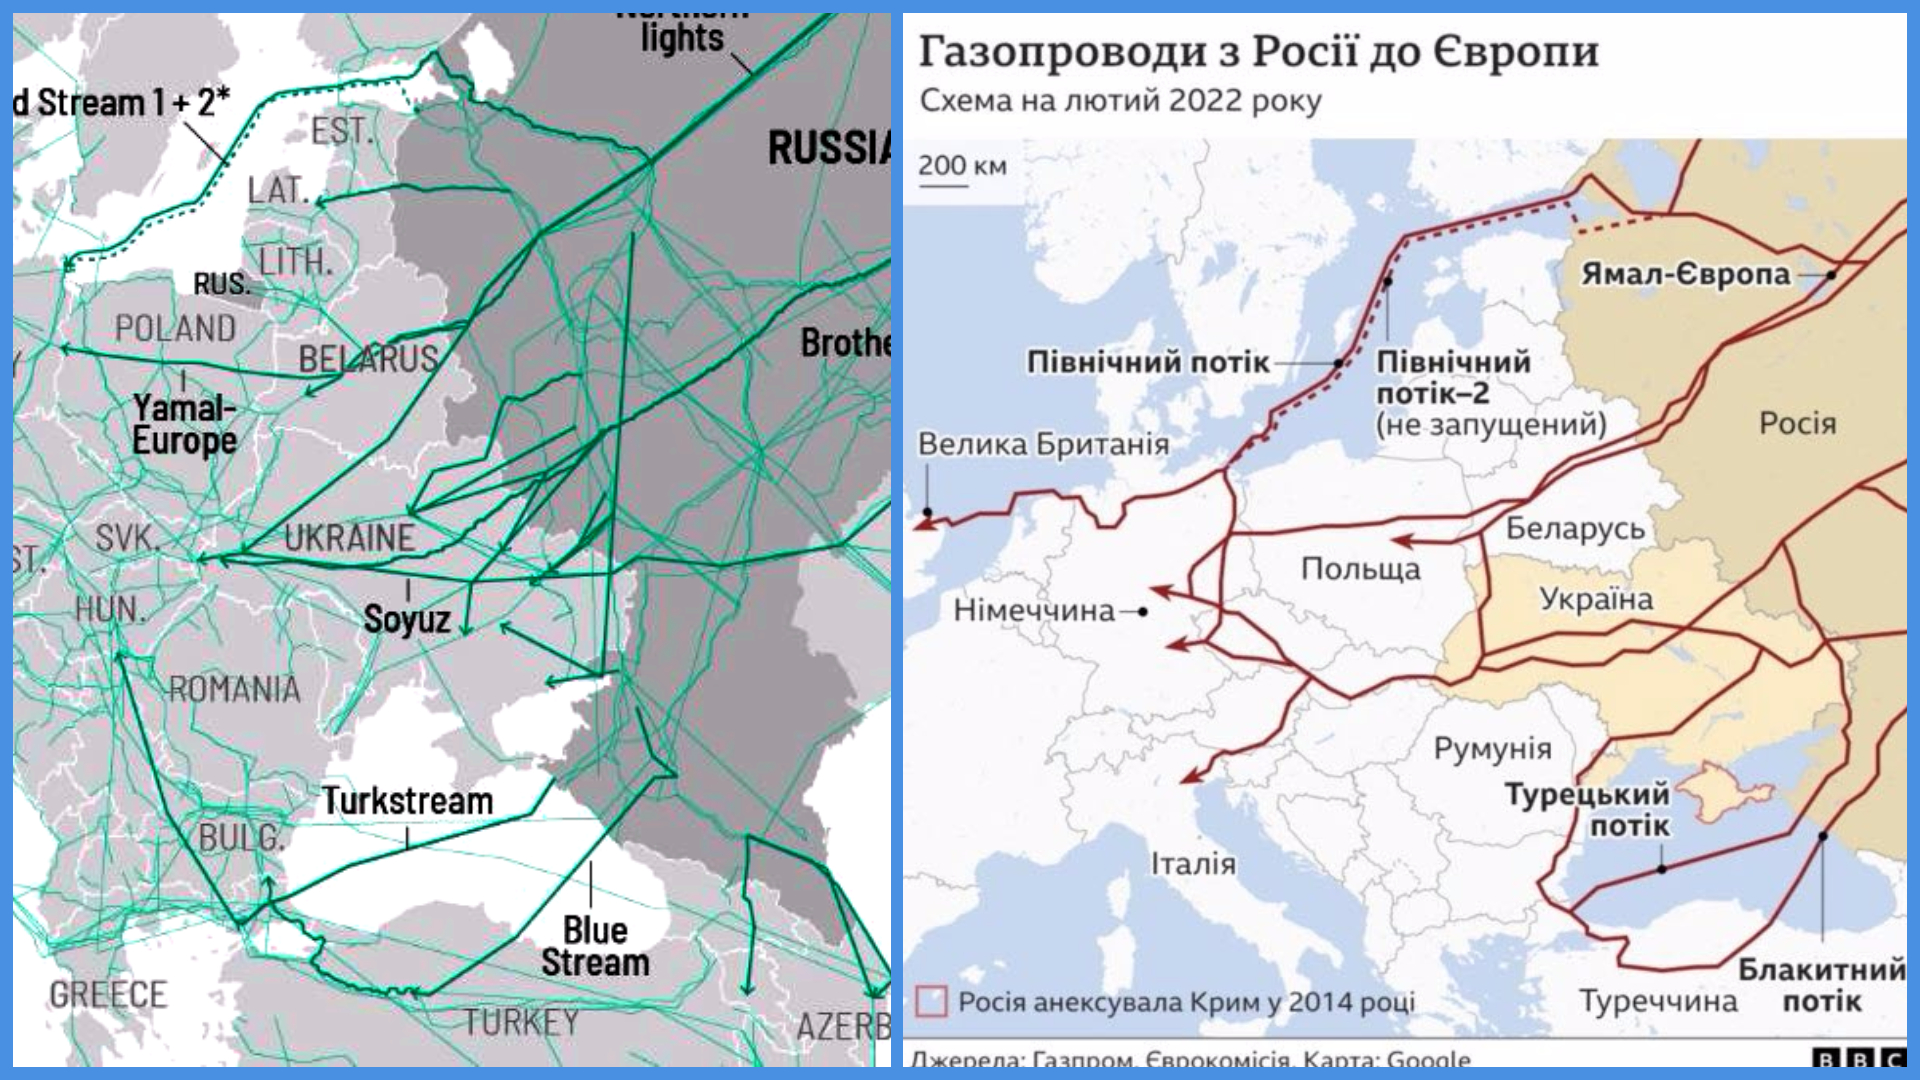 lights
d Stream 1 + 2*
EST.
RUSSIA
LAT.
LITH.
RUS.
POLAND
BELARUS
Brothe
Yamal-
Europe
SVK.
UKRAINE
ST.
HUN.
Soyuz
ROMANIA
Turkstream
BULG.
Blue
Stream
GREECE
TURKEY
AZERB
Газопроводи з Росії до Європи
Схема на лютий 2022 року
200 км
Ямал-Європа
Північний потік
Північний
потік–2
(не запущений)
Росія
Велика Британія
Беларусь
Польща
Україна
Німеччина
Румунія
Турецький
потік
Італія
Блакитний
потік
Туреччина
Росія анексувала Крим у 2014 році
Джерела: Газпром, Єврокомісія, Карта: Google
BBC